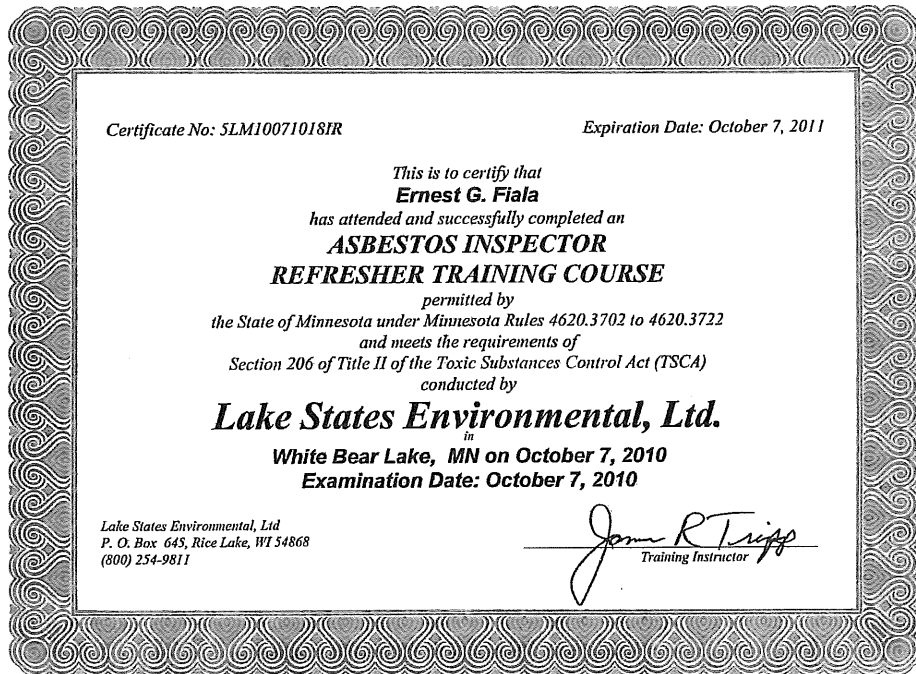 Certificate No: 5LM10071018IR
Expiration Date: October 7, 2011
This is to certify that
Ernest G. Fiala
has attended and successfully completed an
ASBESTOS INSPECTOR
REFRESHER TRAINING COURSE
permitted by
the State of Minnesota under Minnesota Rules 4620.3702 to 4620.3722
and meets the requirements of
Section 206 of Title II of the Toxic Substances Control Act (TSCA)
conducted by
Lake States Environmental, Ltd.
in
White Bear Lake, MN on October 7, 2010
Examination Date: October 7, 2010
Lake States Environmental, Ltd
P. O. Box 645, Rice Lake, WI 54868
(800) 254-9811
James R Tripp
Training Instructor